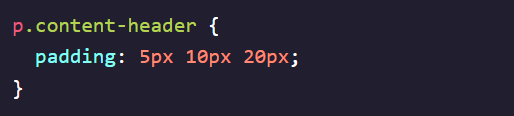 p.content-header {
  padding: 5px 10px 20px;
}